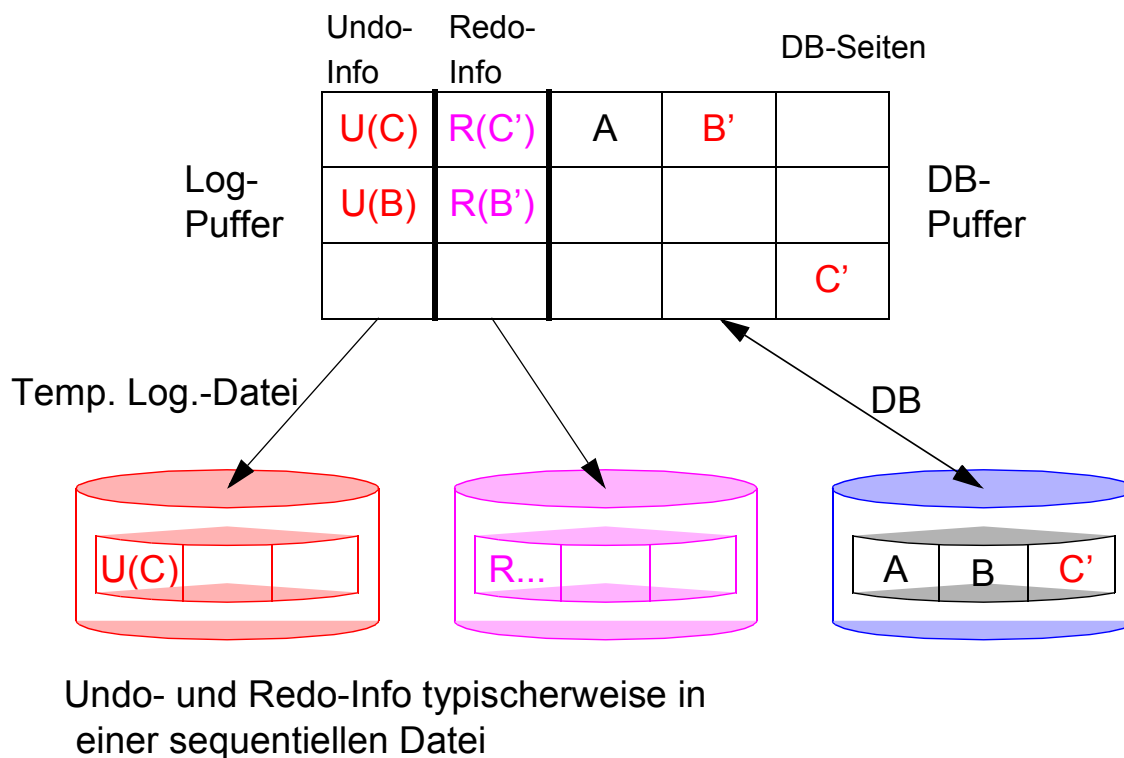 Undo-
Info
Redo-
Info
DB-Seiten
U(C) R(C’) A B’
Log-
Puffer
U(B) R(B’)
DB-
Puffer
C’
Temp. Log.-Datei
DB
U(C)
R...
A B C’
Undo- und Redo-Info typischerweise in
einer sequentiellen Datei